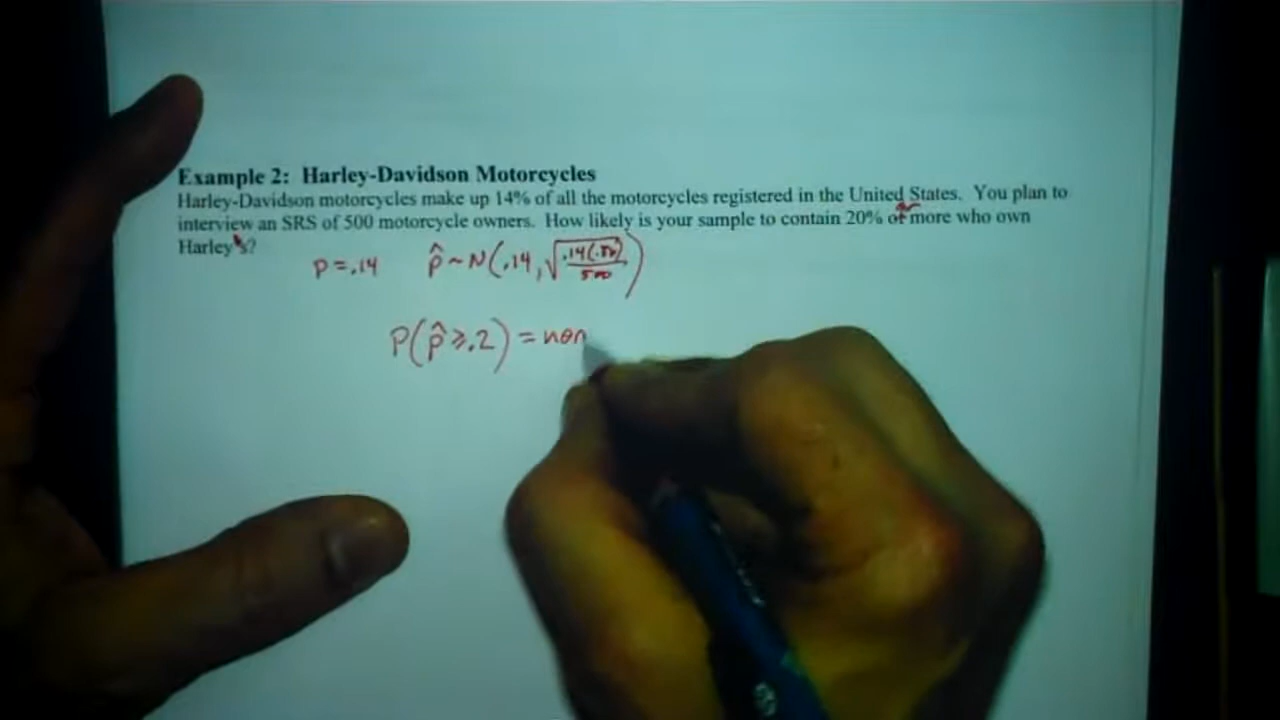 Example 2: Harley-Davidson Motorcycles
Harley-Davidson motorcycles make up 14% of all the motorcycles registered in the United States. You plan to
interview an SRS of 500 motorcycle owners. How likely is your sample to contain 20% or more who own
Harley's?
p = .14 p̂ ~ N(.14, √(.14(.86)/500))
P(p̂ ≥ .2) = nor